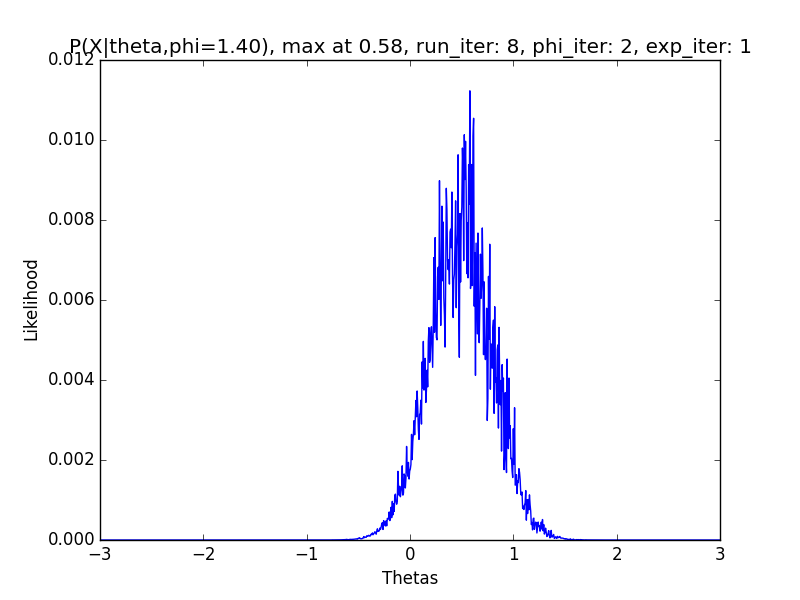 P(X|theta,phi=1.40), max at 0.58, run_iter: 8, phi_iter: 2, exp_iter: 1
0.012
0.010
0.008
0.006
0.004
0.002
0.000
Likelihood
−3 −2 −1 0 1 2 3
Thetas